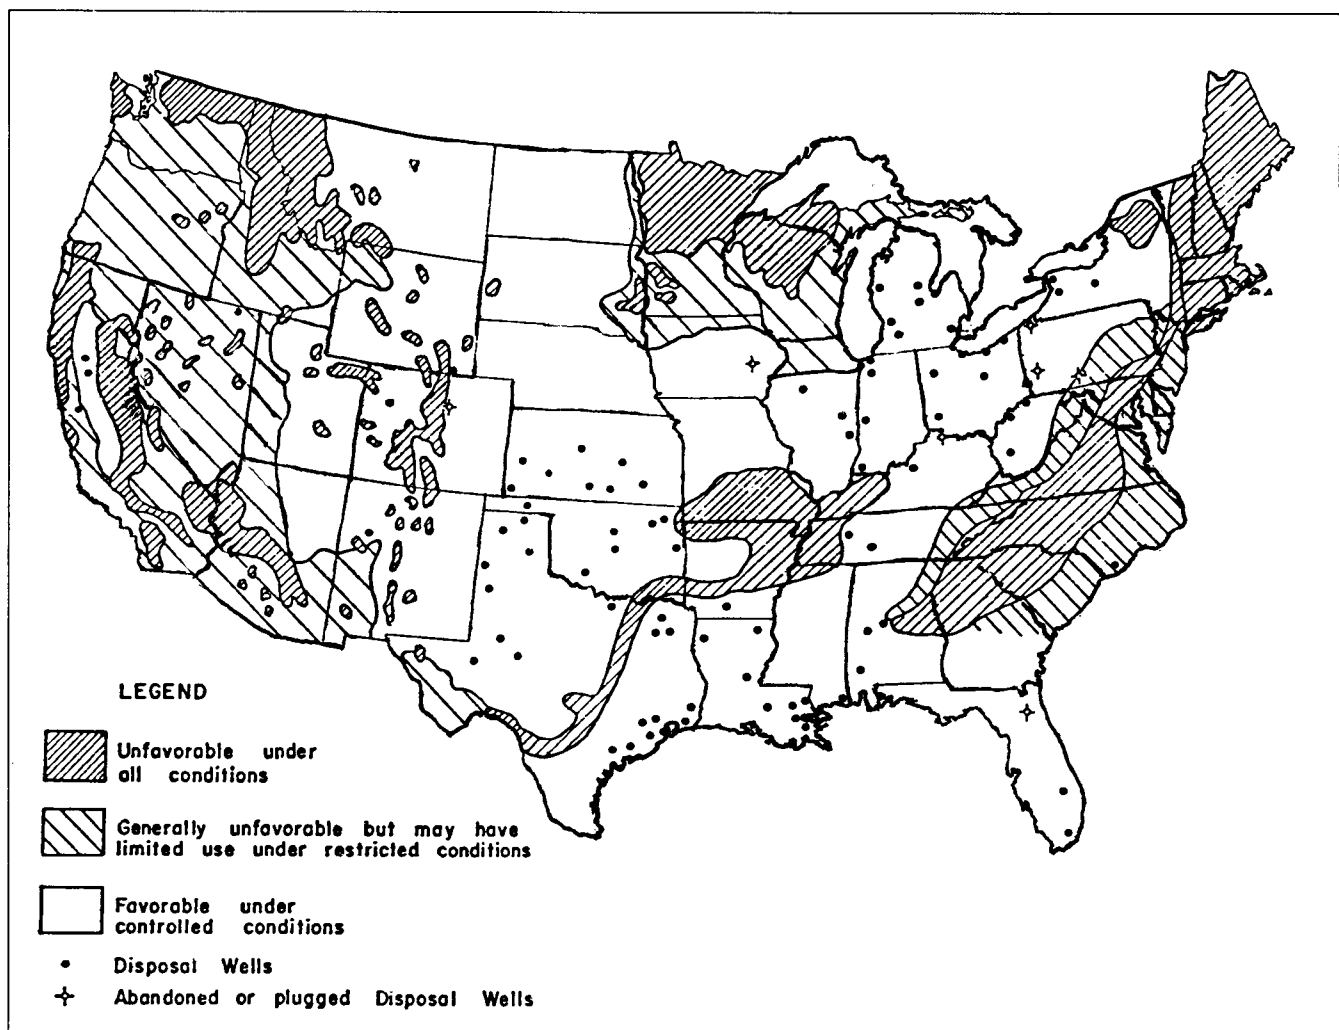 LEGEND
Unfavorable under
all conditions
Generally unfavorable but may have
limited use under restricted conditions
Favorable under
controlled conditions
Disposal Wells
Abandoned or plugged Disposal Wells